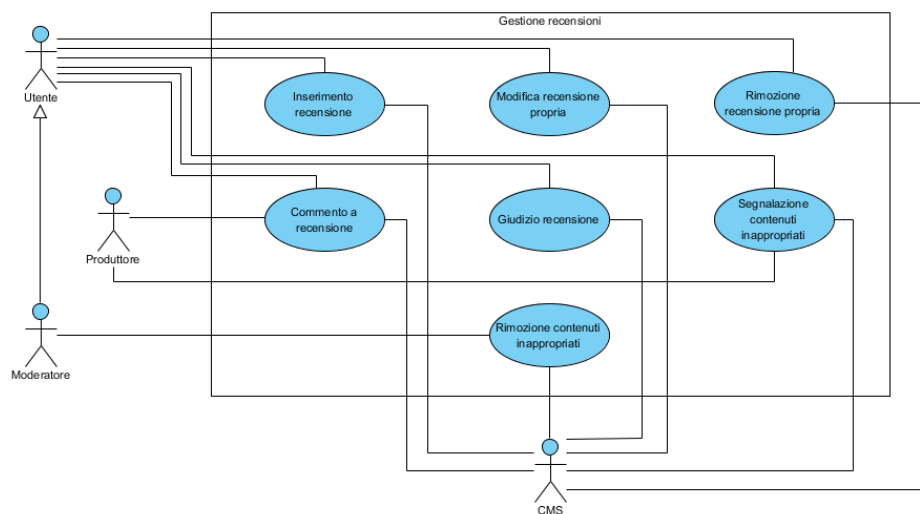 Gestione recensioni
Utente
Inserimento
recensione
Modifica recensione
propria
Rimozione
recensione propria
Commento a
recensione
Giudizio recensione
Segnalazione
contenuti
inappropriati
Produttore
Rimozione contenuti
inappropriati
Moderatore
CMS